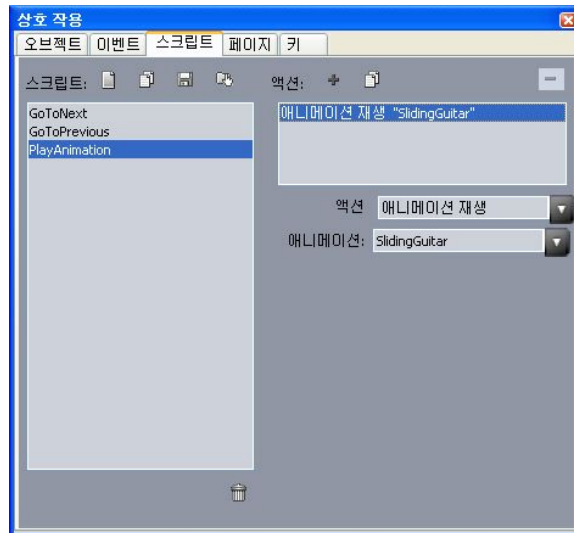 상호 작용
오브젝트 이벤트 스크립트 페이지 키
스크립트: 액션:
GoToNext
GoToPrevious
PlayAnimation
애니메이션 재생 "SlidingGuitar"
액션 애니메이션 재생
애니메이션: SlidingGuitar